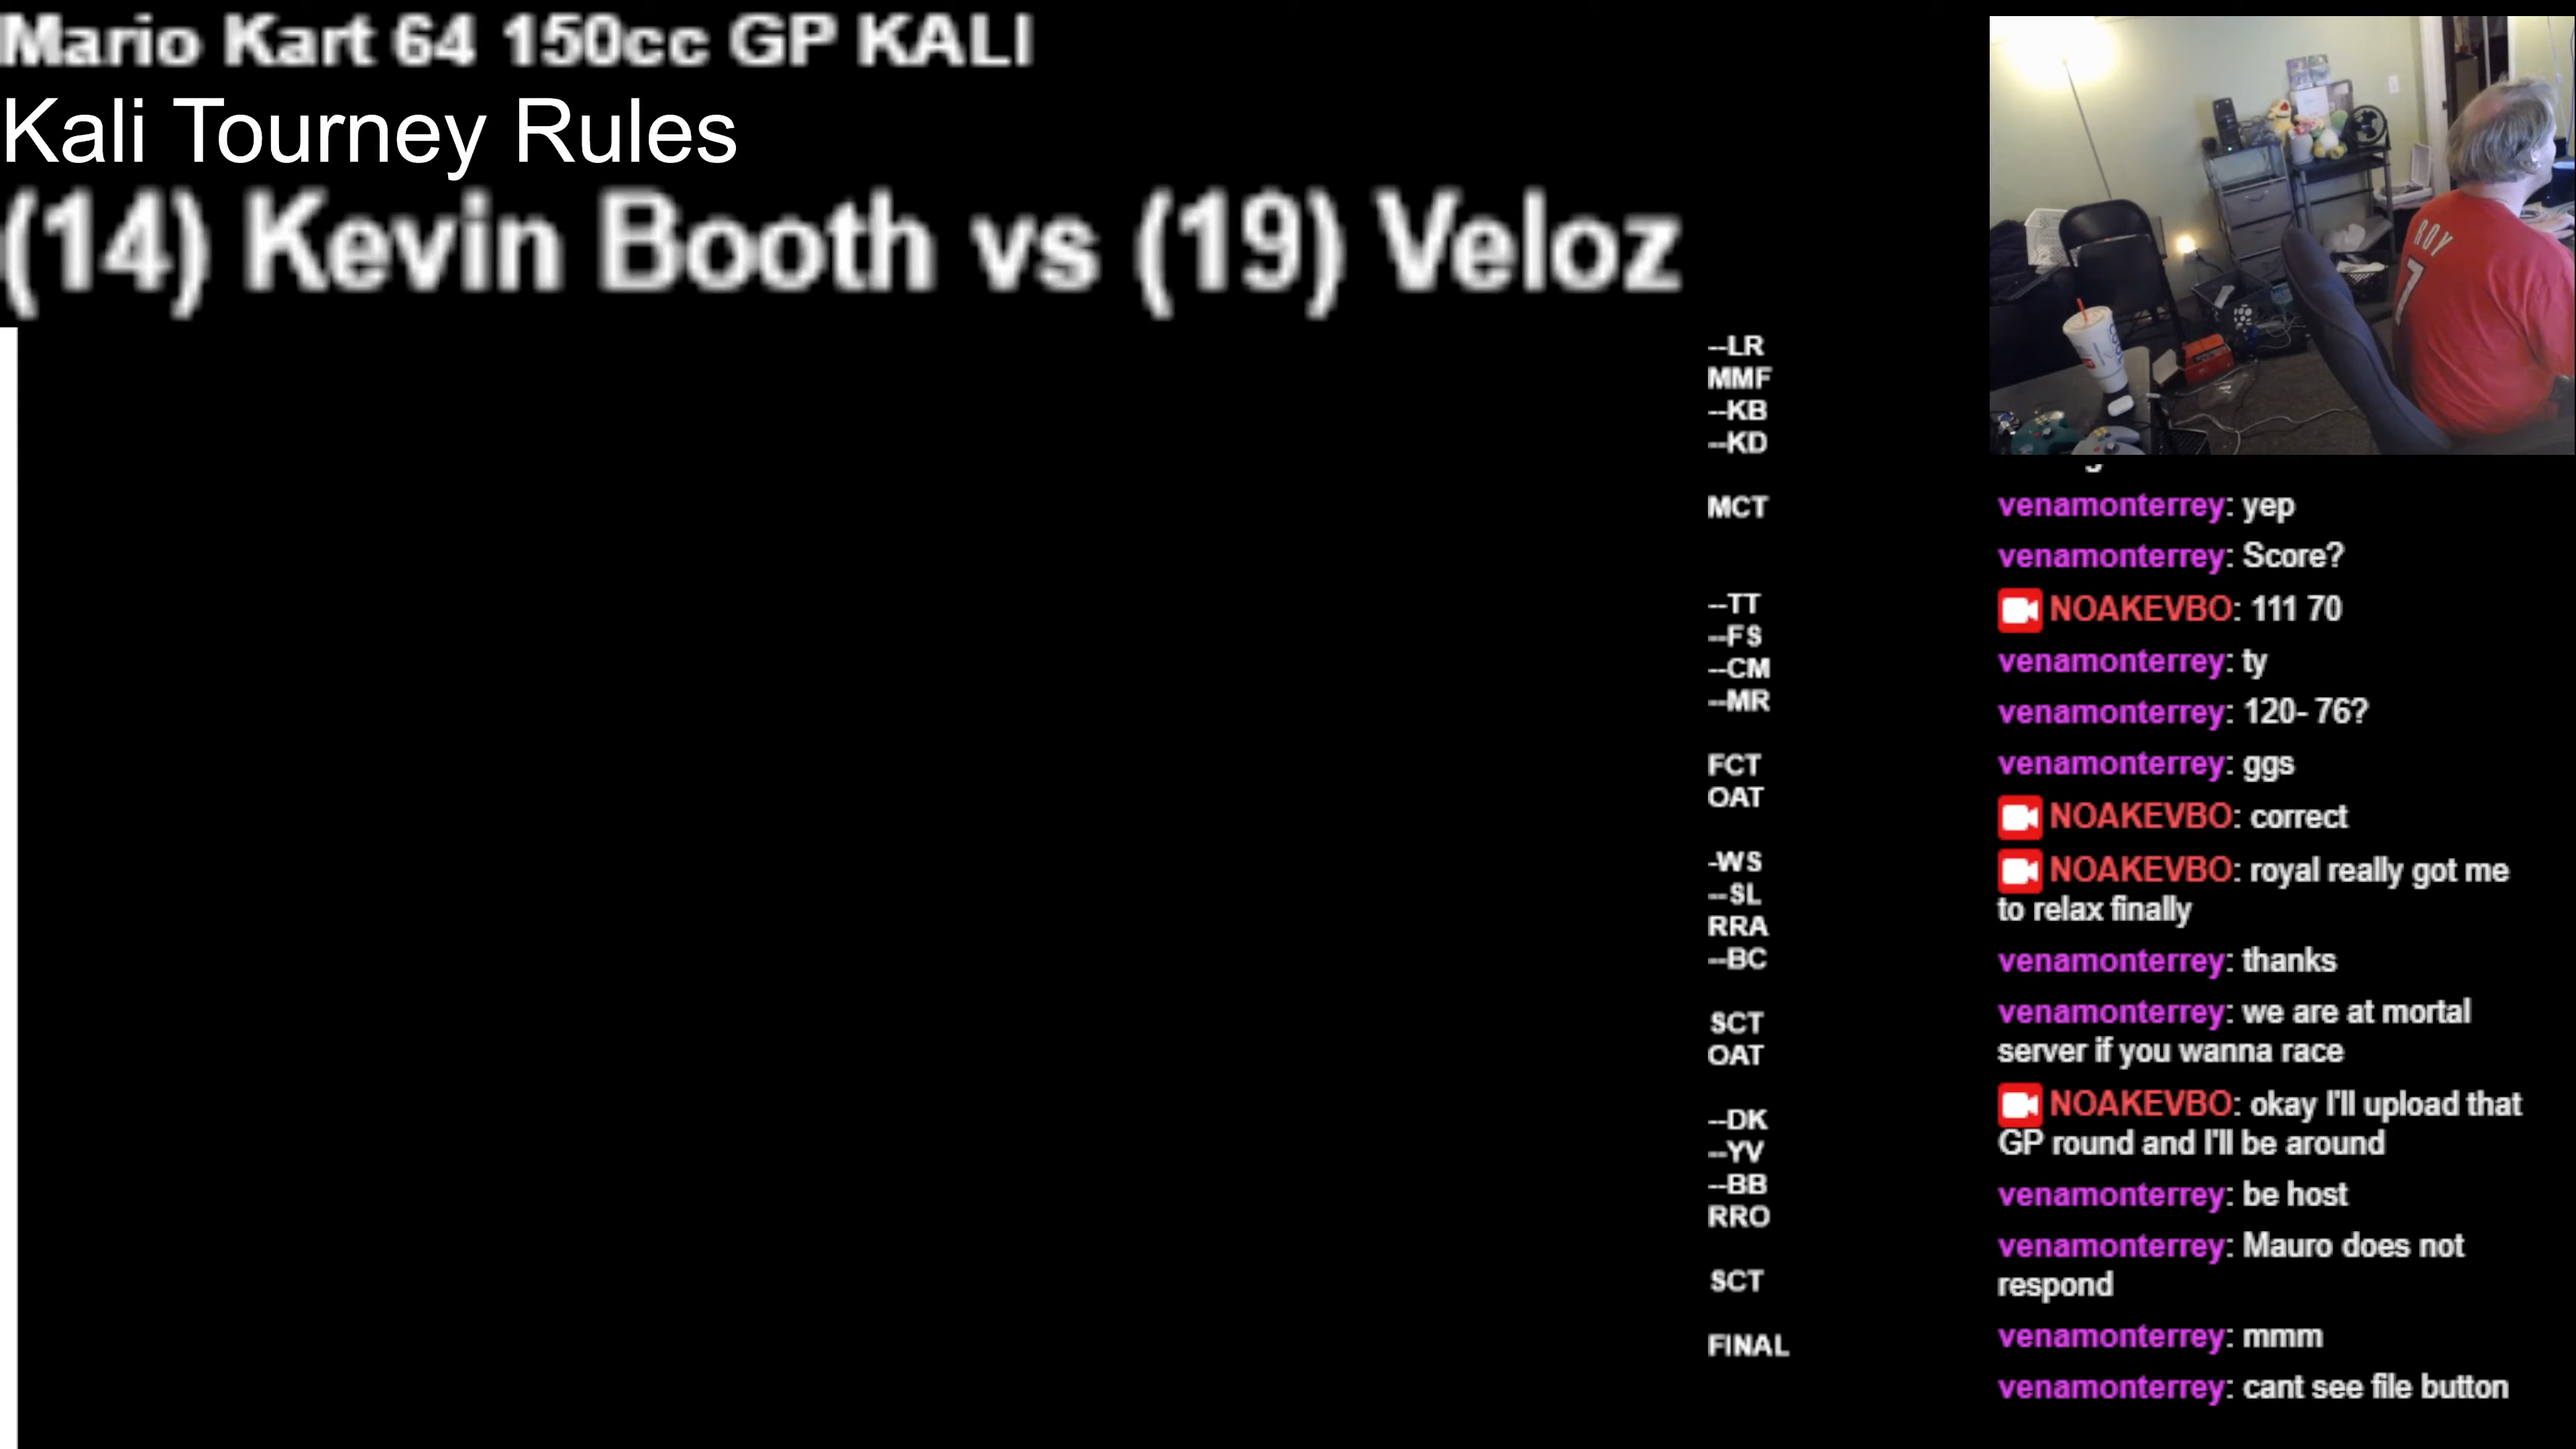 Mario Kart 64 150cc GP KALI
Kali Tourney Rules
(14) Kevin Booth vs (19) Veloz
--LR
MMF
--KB
--KD
MCT
--TT
--FS
--CM
--MR
FCT
OAT
-WS
--SL
RRA
--BC
SCT
OAT
--DK
--YV
--BB
RRO
SCT
FINAL
ROY
7
venamonterrey: yep
venamonterrey: Score?
NOAKEVBO: 111 70
venamonterrey: ty
venamonterrey: 120- 76?
venamonterrey: ggs
NOAKEVBO: correct
NOAKEVBO: royal really got me
to relax finally
venamonterrey: thanks
venamonterrey: we are at mortal
server if you wanna race
NOAKEVBO: okay I'll upload that
GP round and I'll be around
venamonterrey: be host
venamonterrey: Mauro does not
respond
venamonterrey: mmm
venamonterrey: cant see file button